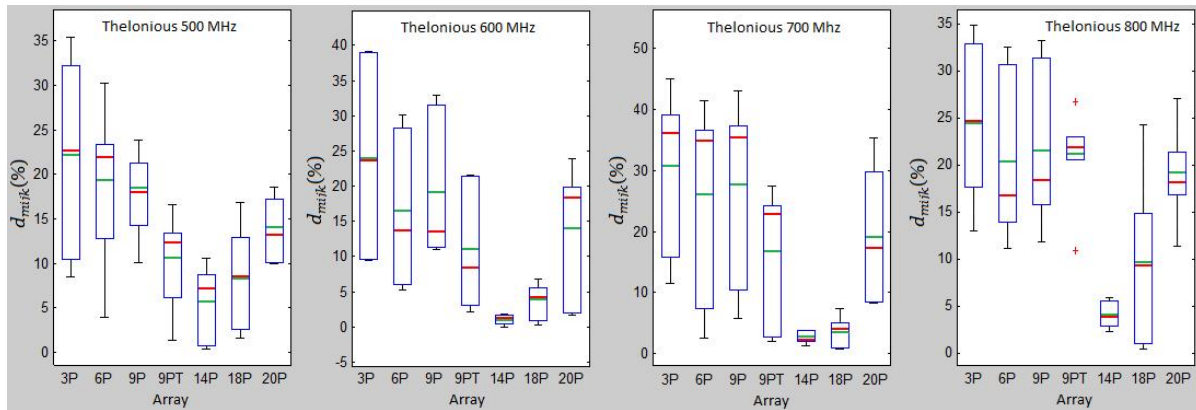 Thelonious 500 MHz
35
30
25
20
15
10
5
0
d_mijk(%)
3P 6P 9P 9PT 14P 18P 20P
Array
Thelonious 600 MHz
40
35
30
25
20
15
10
5
0
-5
d_mijk(%)
3P 6P 9P 9PT 14P 18P 20P
Array
Thelonious 700 Mhz
50
40
30
20
10
0
d_mijk(%)
3P 6P 9P 9PT 14P 18P 20P
Array
Thelonious 800 MHz
35
30
25
20
15
10
5
0
d_mijk(%)
3P 6P 9P 9PT 14P 18P 20P
Array